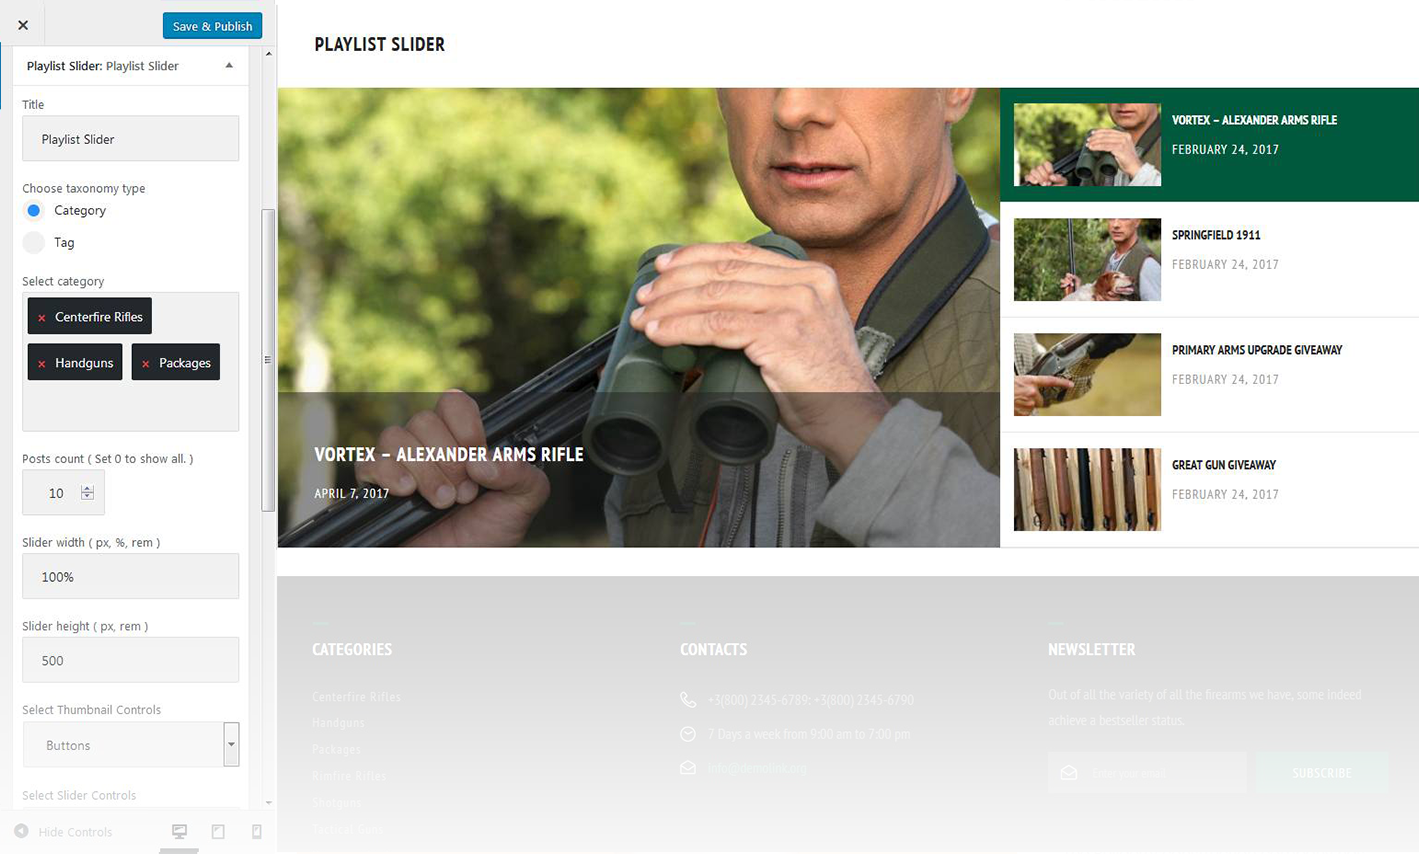 Save & Publish
Playlist Slider: Playlist Slider
Title
Playlist Slider
Choose taxonomy type
Category
Tag
Select category
× Centerfire Rifles
× Handguns × Packages
Posts count ( Set 0 to show all. )
10
Slider width ( px, %, rem )
100%
Slider height ( px, rem )
500
Select Thumbnail Controls
Buttons
Select Slider Controls
Hide Controls
PLAYLIST SLIDER
VORTEX – ALEXANDER ARMS RIFLE
APRIL 7, 2017
VORTEX – ALEXANDER ARMS RIFLE
FEBRUARY 24, 2017
SPRINGFIELD 1911
FEBRUARY 24, 2017
PRIMARY ARMS UPGRADE GIVEAWAY
FEBRUARY 24, 2017
GREAT GUN GIVEAWAY
FEBRUARY 24, 2017
CATEGORIES
Centerfire Rifles
Handguns
Packages
Rimfire Rifles
Shotguns
CONTACTS
+3(800) 2345-6789; +3(800) 2345-6790
7 Days a week from 9:00 am to 7:00 pm
info@demolink.org
NEWSLETTER
Out of all the variety of all the firearms we have, some indeed
achieve a bestseller status.
SUBSCRIBE